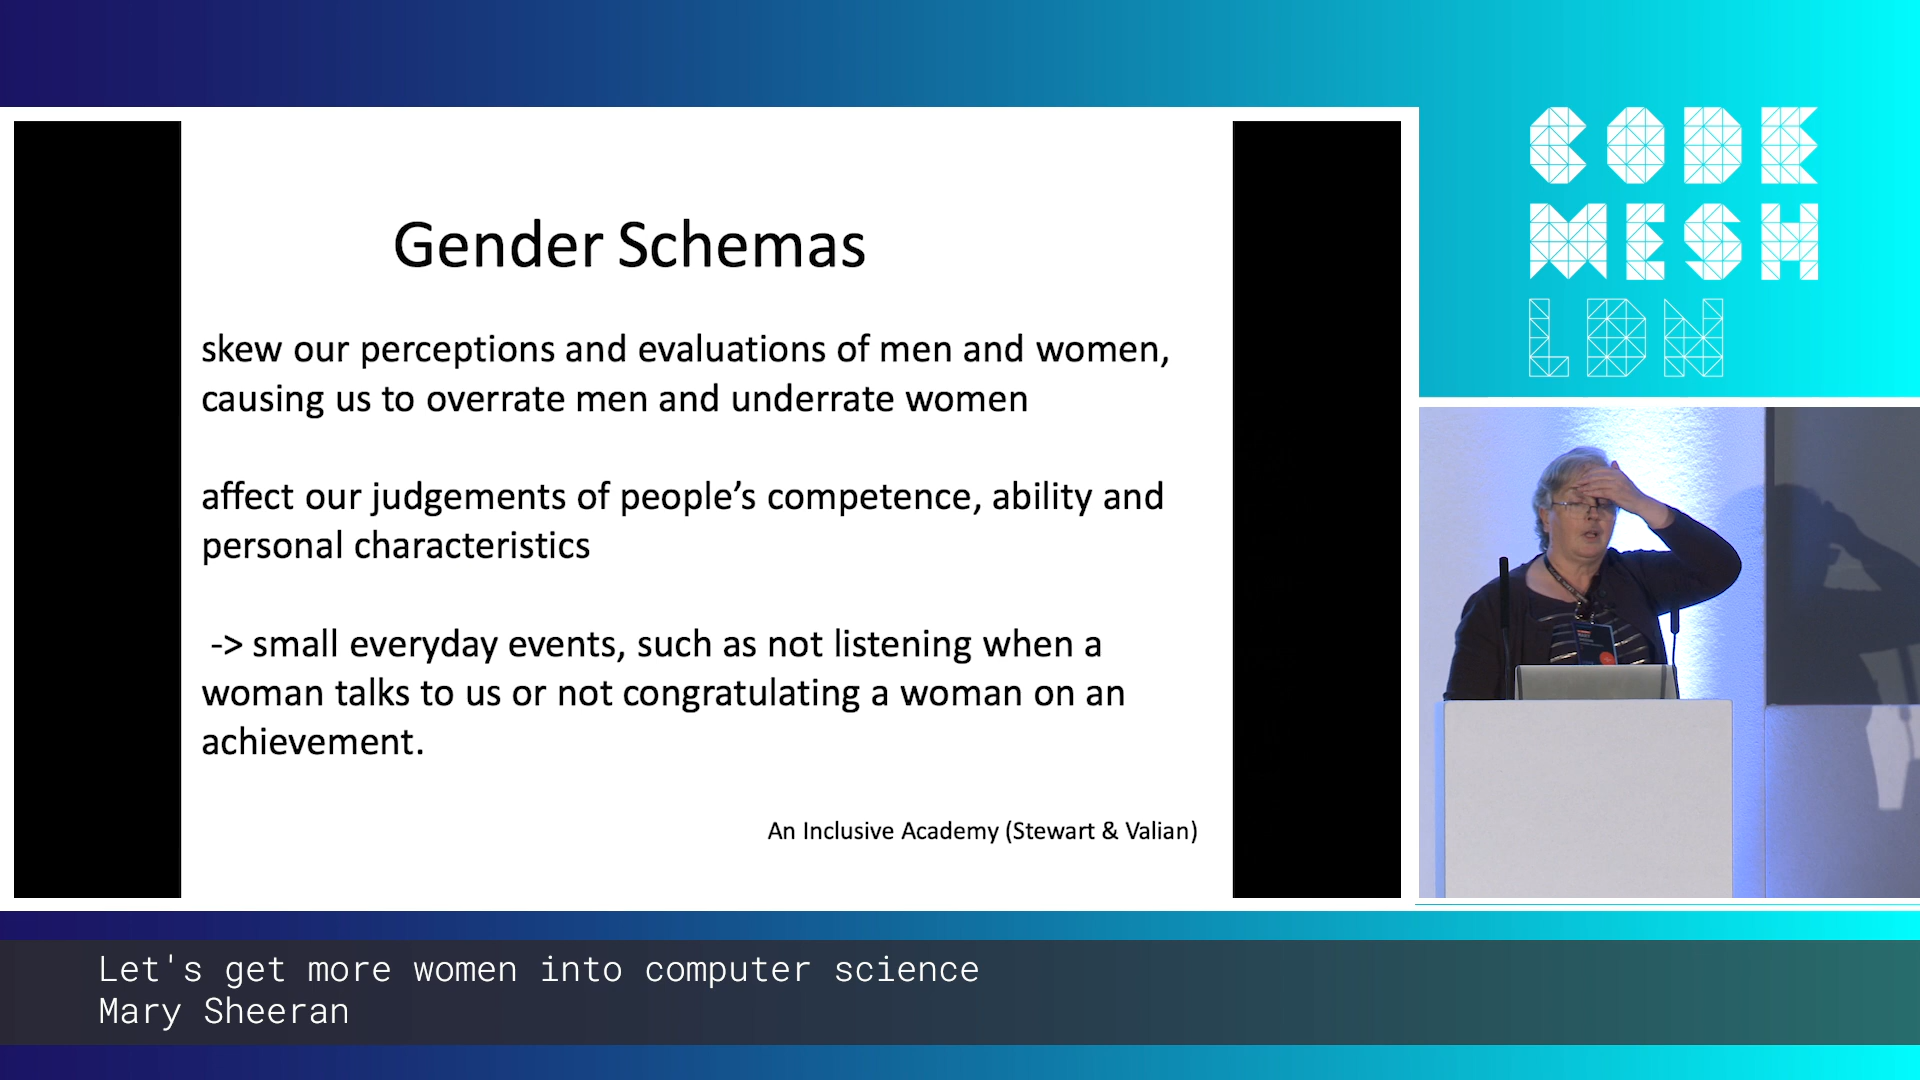 CODE
MESH
LDN
Gender Schemas
skew our perceptions and evaluations of men and women,
causing us to overrate men and underrate women
affect our judgements of people’s competence, ability and
personal characteristics
-> small everyday events, such as not listening when a
woman talks to us or not congratulating a woman on an
achievement.
An Inclusive Academy (Stewart & Valian)
Let's get more women into computer science
Mary Sheeran